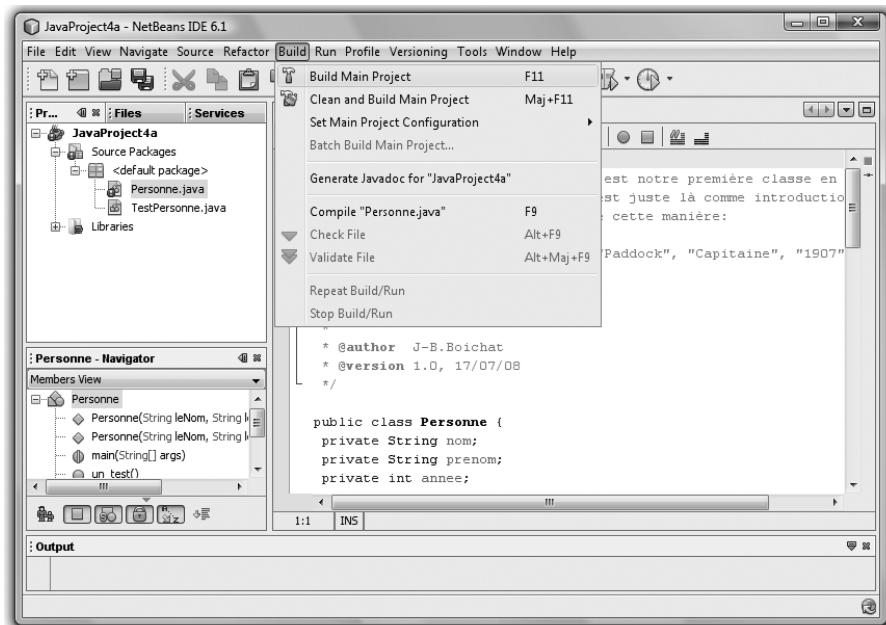 JavaProject4a - NetBeans IDE 6.1
File Edit View Navigate Source Refactor Build Run Profile Versioning Tools Window Help
Build Main Project F11
Clean and Build Main Project Maj+F11
Set Main Project Configuration
Batch Build Main Project...
Generate Javadoc for "JavaProject4a"
Compile "Personne.java" F9
Check File Alt+F9
Validate File Alt+Maj+F9
Repeat Build/Run
Stop Build/Run
Pr... Files Services
JavaProject4a
Source Packages
<default package>
Personne.java
TestPersonne.java
Libraries
est notre première classe en
est juste là comme introductio
cette manière:
"Paddock", "Capitaine", "1907"
*
* @author J-B.Boichat
* @version 1.0, 17/07/08
*/
public class Personne {
private String nom;
private String prenom;
private int annee;
Personne - Navigator
Members View
Personne
Personne(String leNom, String l
Personne(String leNom, String l
main(String[] args)
un_test()
1:1 INS
Output